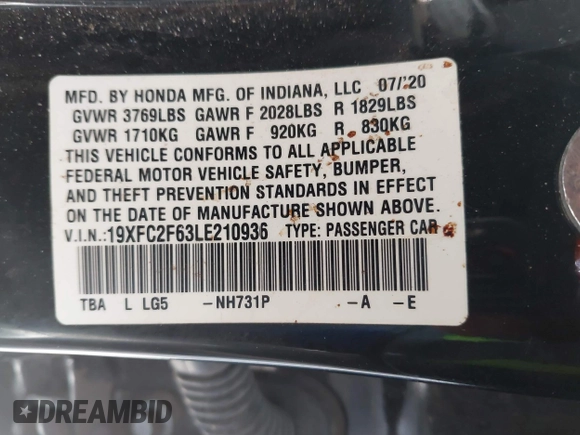 MFD. BY HONDA MFG. OF INDIANA, LLC 07/'20
GVWR 3769LBS GAWR F 2028LBS R 1829LBS
GVWR 1710KG GAWR F 920KG R 830KG
THIS VEHICLE CONFORMS TO ALL APPLICABLE
FEDERAL MOTOR VEHICLE SAFETY, BUMPER,
AND THEFT PREVENTION STANDARDS IN EFFECT
ON THE DATE OF MANUFACTURE SHOWN ABOVE.
V.I.N.:19XFC2F63LE210936 TYPE: PASSENGER CAR
TBA L LG5 -NH731P -A -E
DREAMBID